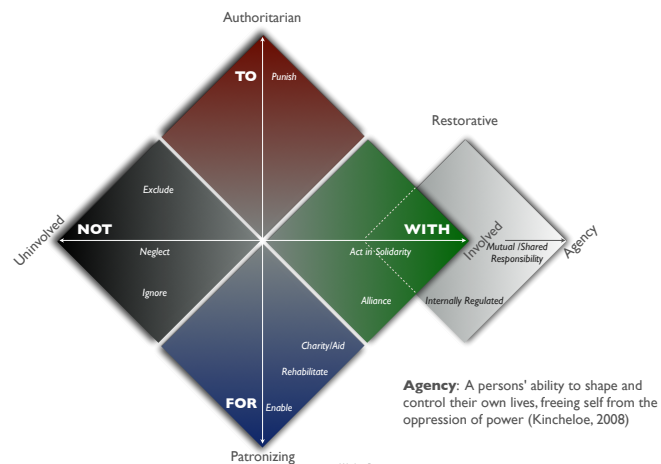 Authoritarian
TO
Punish
Restorative
Exclude
Uninvolved
NOT
WITH
Involved
Agency
Neglect
Act in Solidarity
Mutual /Shared
Responsibility
Ignore
Alliance
Internally Regulated
Charity/Aid
Rehabilitate
FOR
Enable
Agency: A persons' ability to shape and
control their own lives, freeing self from the
oppression of power (Kincheloe, 2008)
Patronizing